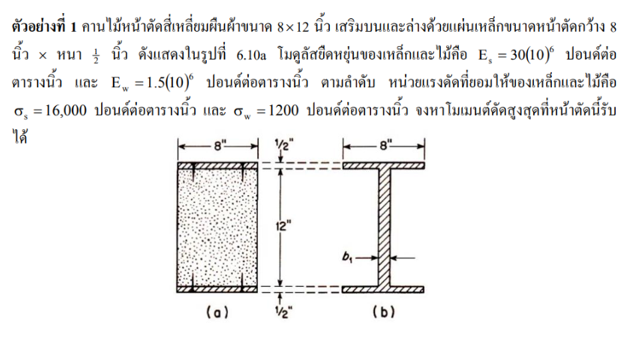 ตัวอย่างที่ 1 คานไม้หน้าตัดสี่เหลี่ยมผืนผ้าขนาด 8×12 นิ้ว เสริมบนและล่างด้วยแผ่นเหล็กขนาดหน้าตัดกว้าง 8
นิ้ว × หนา 1/2 นิ้ว ดังแสดงในรูปที่ 6.10a โมดูลัสยืดหยุ่นของเหล็กและไม้คือ E_s = 30(10)^6 ปอนด์ต่อ
ตารางนิ้ว และ E_w = 1.5(10)^6 ปอนด์ต่อตารางนิ้ว ตามลำดับ หน่วยแรงดัดที่ยอมให้ของเหล็กและไม้คือ
σ_s = 16,000 ปอนด์ต่อตารางนิ้ว และ σ_w = 1200 ปอนด์ต่อตารางนิ้ว จงหาโมเมนต์ดัดสูงสุดที่หน้าตัดนี้รับ
ได้
8" 1/2" 8"
12"
b₁
(a) 1/2" (b)